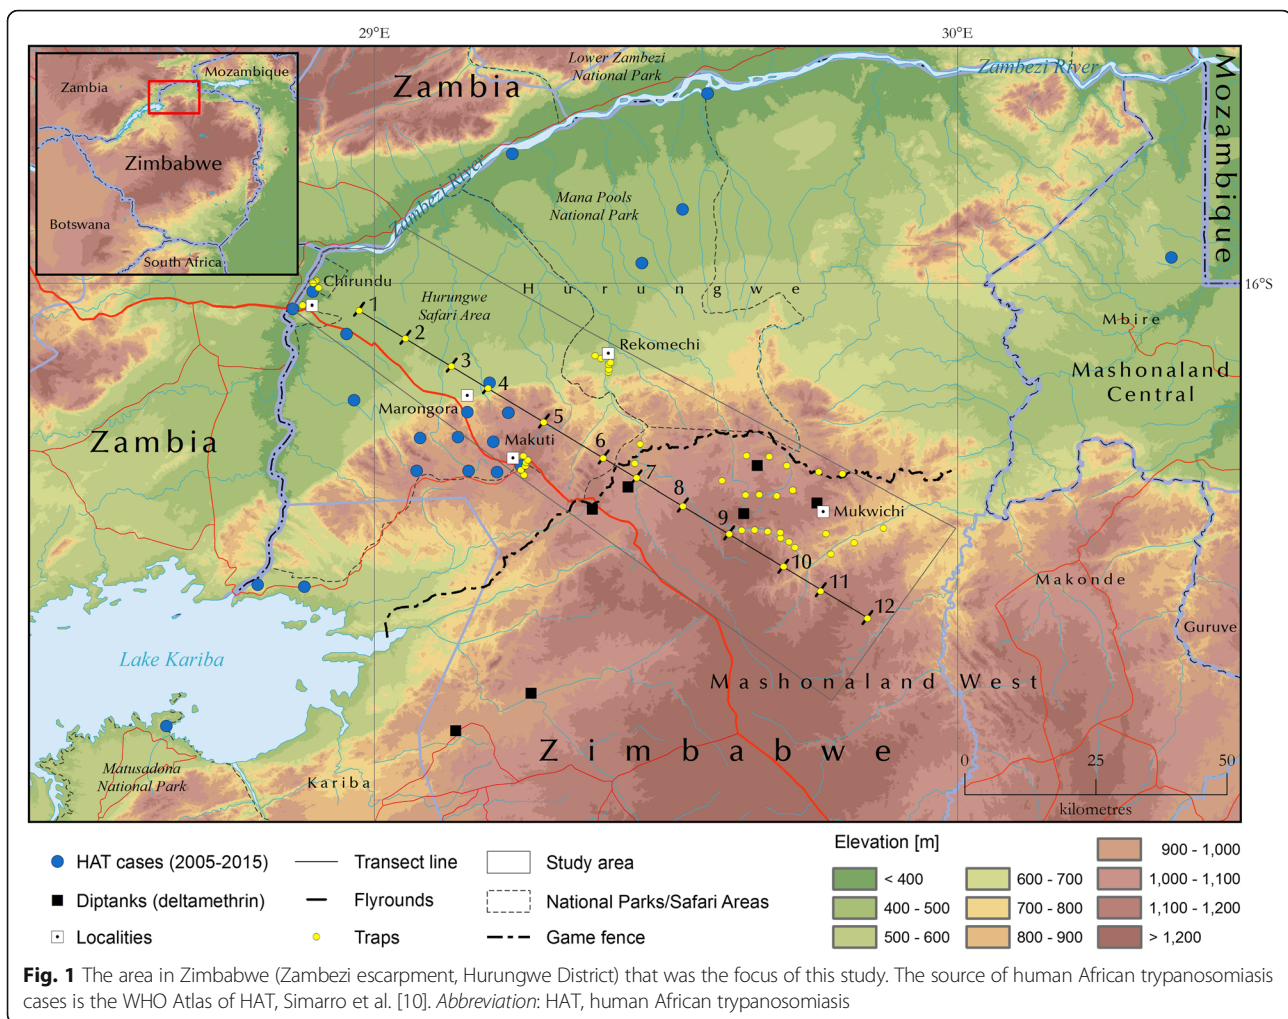 29°E
30°E
Zambia
Mozambique
Zimbabwe
Botswana
South Africa
Zambia
Lower Zambezi
National Park
Zambezi River
Mozambique
Zambezi River
Mana Pools
National Park
Chirundu
Hurungwe
16°S
Hurungwe
Safari Area
1
2
3
4
5
6
7
8
9
10
11
12
Rekomechi
Mbire
Mashonaland
Central
Marongora
Makuti
Zambia
Mukwichi
Makonde
Guruve
Lake Kariba
Mashonaland West
Zimbabwe
Matusadona
National Park
Kariba
0 25 50
kilometres
HAT cases (2005-2015)
Diptanks (deltamethrin)
Localities
Transect line
Flyrounds
Traps
Study area
National Parks/Safari Areas
Game fence
Elevation [m]
< 400
400 - 500
500 - 600
600 - 700
700 - 800
800 - 900
900 - 1,000
1,000 - 1,100
1,100 - 1,200
> 1,200
Fig. 1 The area in Zimbabwe (Zambezi escarpment, Hurungwe District) that was the focus of this study. The source of human African trypanosomiasis
cases is the WHO Atlas of HAT, Simarro et al. [10]. Abbreviation: HAT, human African trypanosomiasis